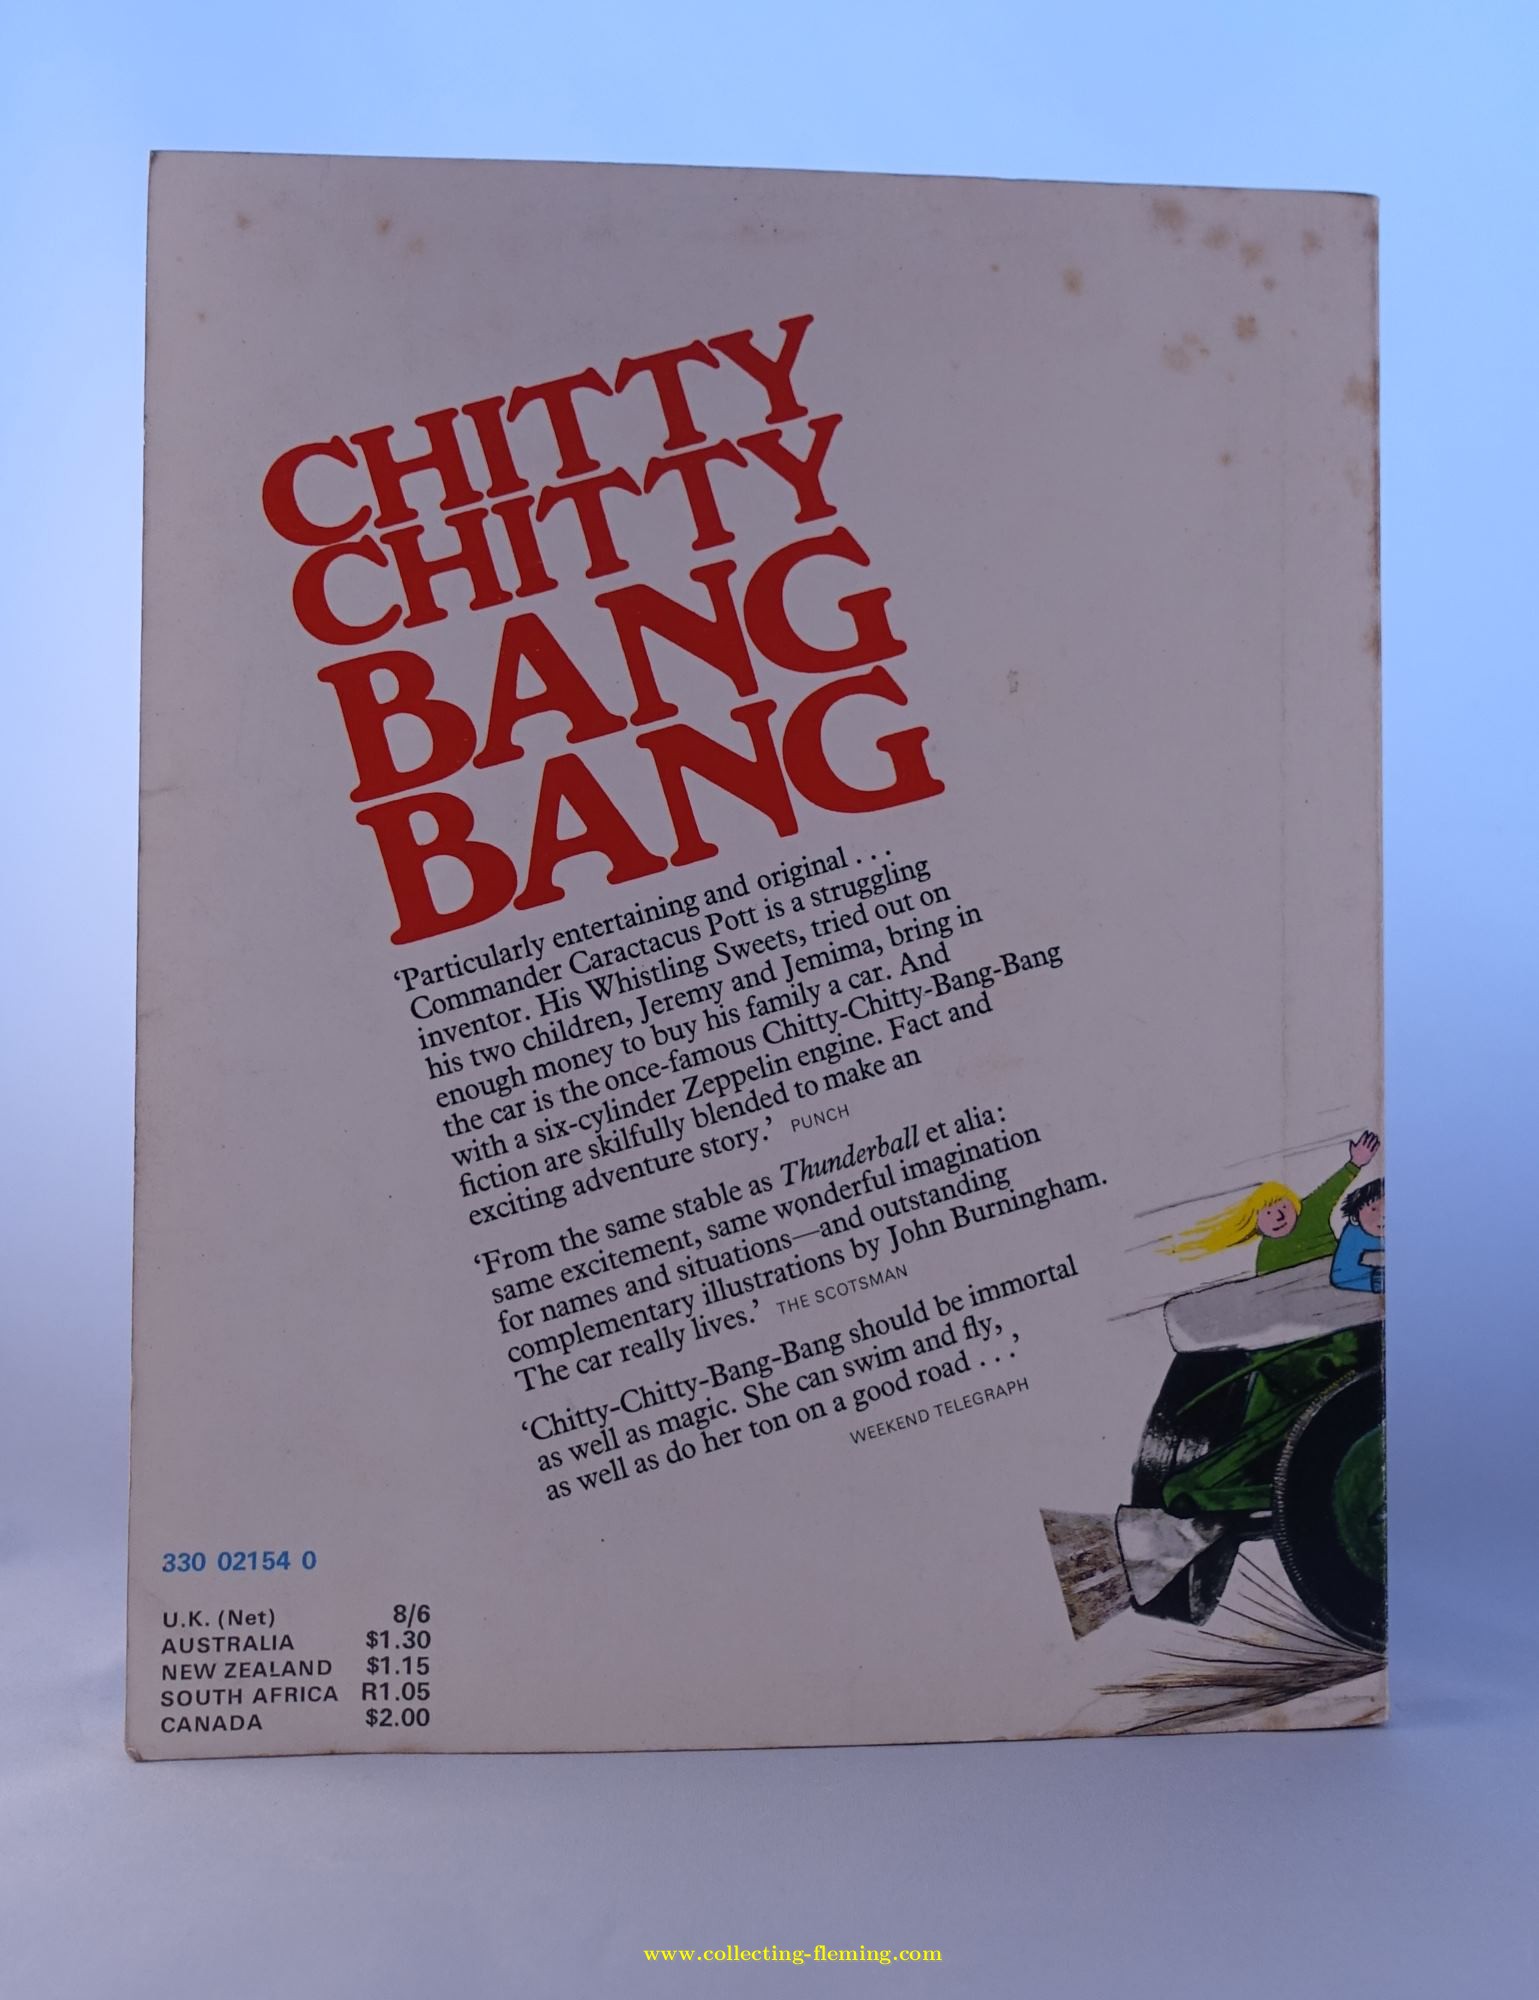 CHITTY
CHITTY
BANG
BANG
‘Particularly entertaining and original . . .
Commander Caractacus Pott is a struggling
inventor. His Whistling Sweets, tried out on
his two children, Jeremy and Jemima, bring in
enough money to buy his family a car. And
the car is the once-famous Chitty-Chitty-Bang-Bang
with a six-cylinder Zeppelin engine. Fact and
fiction are skilfully blended to make an
exciting adventure story.’ PUNCH
‘From the same stable as Thunderball et alia:
same excitement, same wonderful imagination
for names and situations—and outstanding
complementary illustrations by John Burningham.
The car really lives.’ THE SCOTSMAN
‘Chitty-Chitty-Bang-Bang should be immortal
as well as magic. She can swim and fly,
as well as do her ton on a good road . . .’
WEEKEND TELEGRAPH
330 02154 0
U.K. (Net) 8/6
AUSTRALIA $1.30
NEW ZEALAND $1.15
SOUTH AFRICA R1.05
CANADA $2.00
www.collecting-fleming.com